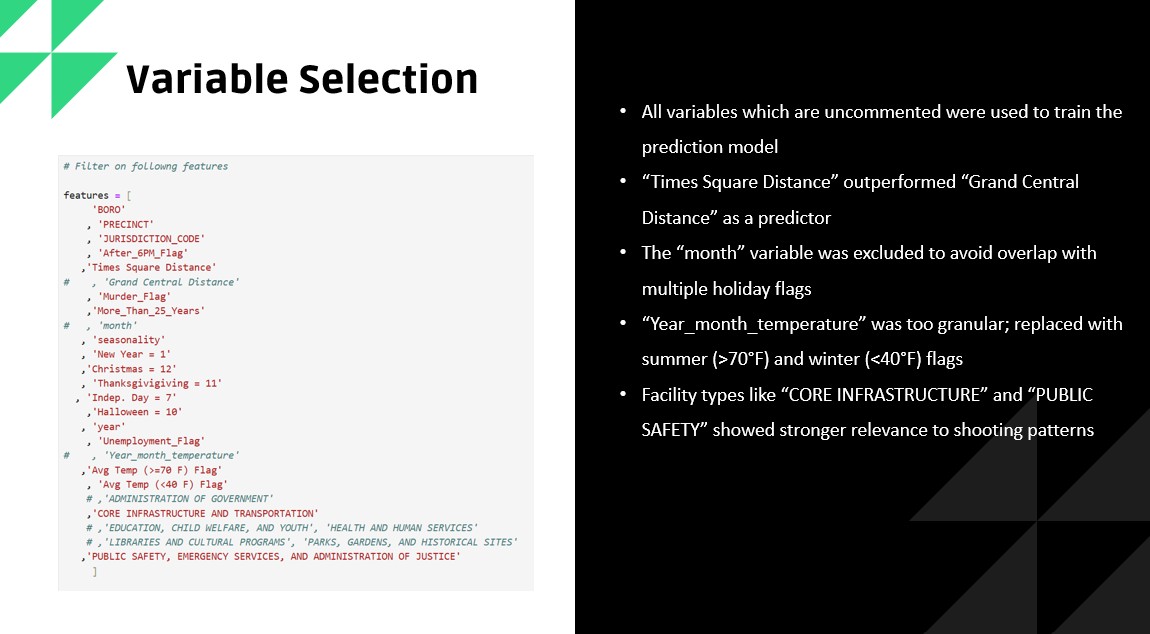 Variable Selection
# Filter on followng features
features = [
'BORO'
, 'PRECINCT'
, 'JURISDICTION_CODE'
, 'After_6PM_Flag'
,'Times Square Distance'
# , 'Grand Central Distance'
, 'Murder_Flag'
,'More_Than_25_Years'
# , 'month'
, 'seasonality'
, 'New Year = 1'
,'Christmas = 12'
, 'Thanksgivigiving = 11'
, 'Indep. Day = 7'
,'Halloween = 10'
, 'year'
, 'Unemployment_Flag'
# , 'Year_month_temperature'
,'Avg Temp (>=70 F) Flag'
, 'Avg Temp (<40 F) Flag'
# ,'ADMINISTRATION OF GOVERNMENT'
,'CORE INFRASTRUCTURE AND TRANSPORTATION'
# ,'EDUCATION, CHILD WELFARE, AND YOUTH', 'HEALTH AND HUMAN SERVICES'
# ,'LIBRARIES AND CULTURAL PROGRAMS', 'PARKS, GARDENS, AND HISTORICAL SITES'
,'PUBLIC SAFETY, EMERGENCY SERVICES, AND ADMINISTRATION OF JUSTICE'
]
• All variables which are uncommented were used to train the
prediction model
• “Times Square Distance” outperformed “Grand Central
Distance” as a predictor
• The “month” variable was excluded to avoid overlap with
multiple holiday flags
• “Year_month_temperature” was too granular; replaced with
summer (>70°F) and winter (<40°F) flags
• Facility types like “CORE INFRASTRUCTURE” and “PUBLIC
SAFETY” showed stronger relevance to shooting patterns